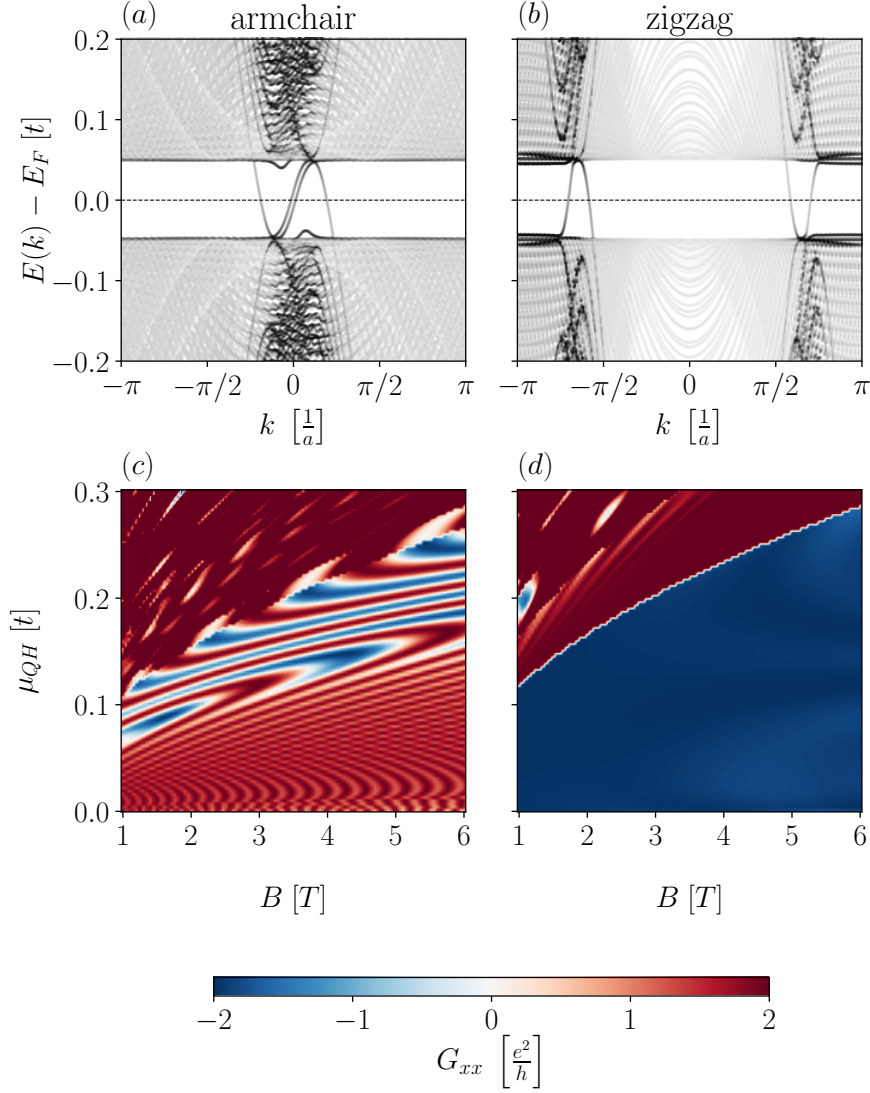 (a) armchair (b) zigzag
0.2
0.1
0.0
−0.1
−0.2
E(k) − E_F [t]
−π −π/2 0 π/2 π
−π −π/2 0 π/2 π
k [1/a]
k [1/a]
(c) (d)
0.3
0.2
0.1
0.0
μ_QH [t]
1 2 3 4 5 6
1 2 3 4 5 6
B [T]
B [T]
−2 −1 0 1 2
G_xx [e²/h]